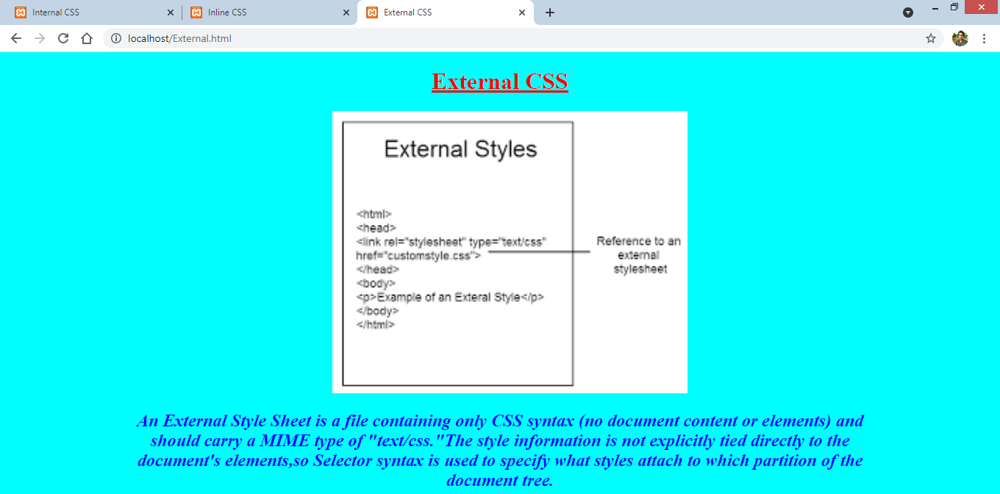 Internal CSS
Inline CSS
External CSS
localhost/External.html
External CSS
External Styles
<html>
<head>
<link rel="stylesheet" type="text/css"
href="customstyle.css">
</head>
<body>
<p>Example of an Exteral Style</p>
</body>
</html>
Reference to an
external
stylesheet
An External Style Sheet is a file containing only CSS syntax (no document content or elements) and
should carry a MIME type of "text/css."The style information is not explicitly tied directly to the
document's elements,so Selector syntax is used to specify what styles attach to which partition of the
document tree.